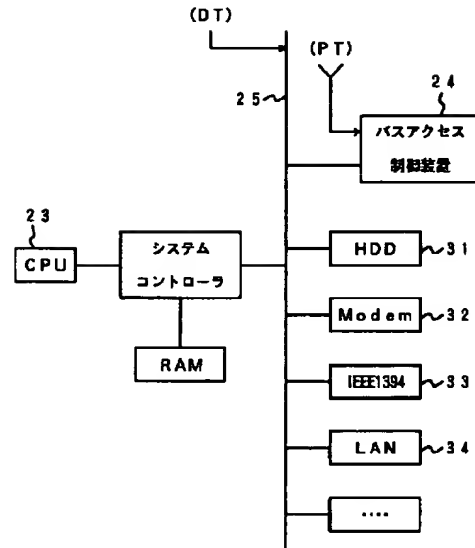 (DT)
(PT)
25
24
バスアクセス
制御装置
23
CPU
システム
コントローラ
RAM
HDD
31
Modem
32
IEEE1394
33
LAN
34
....